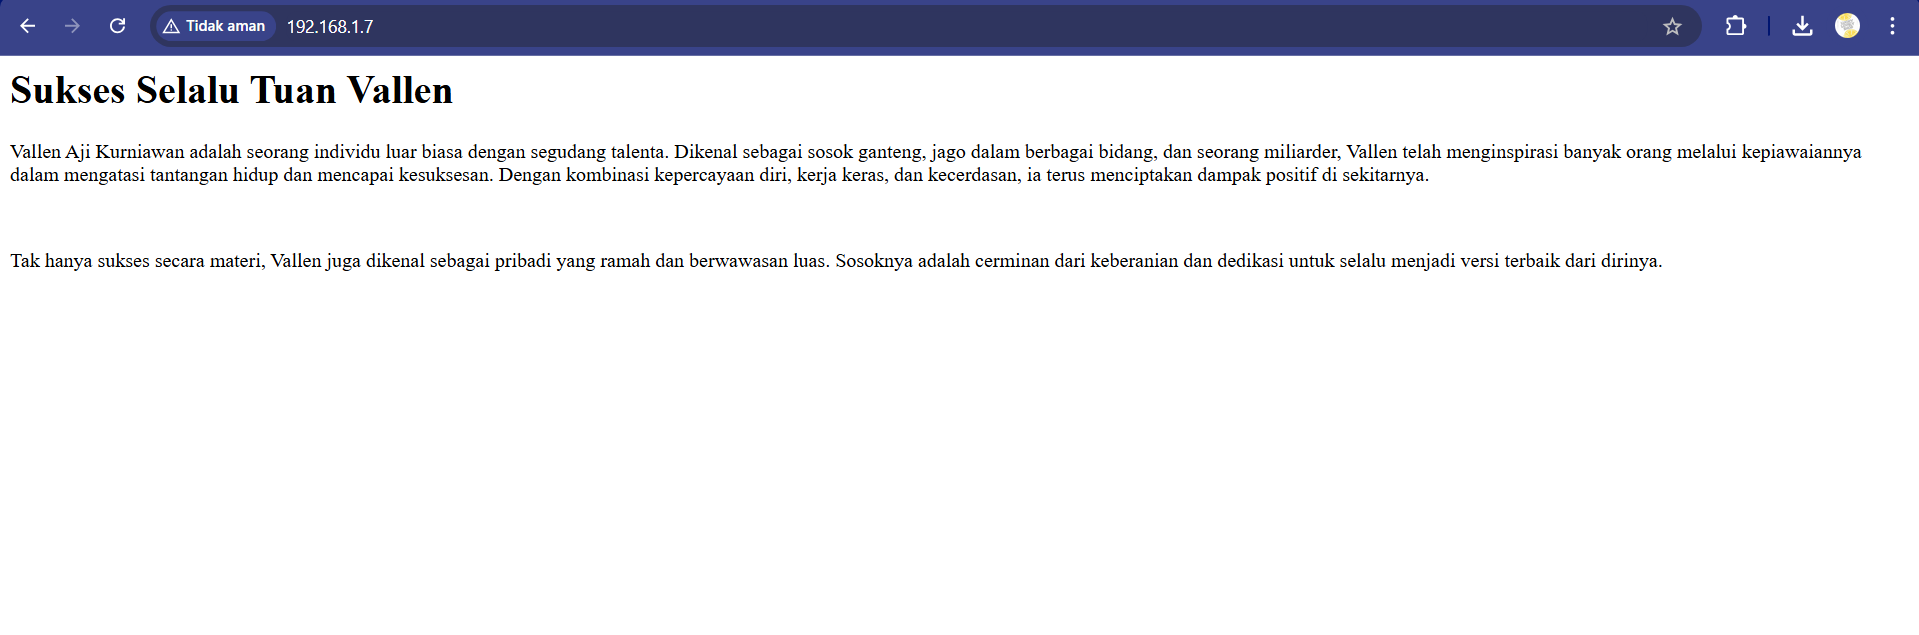 Tidak aman 192.168.1.7
Sukses Selalu Tuan Vallen
Vallen Aji Kurniawan adalah seorang individu luar biasa dengan segudang talenta. Dikenal sebagai sosok ganteng, jago dalam berbagai bidang, dan seorang miliarder, Vallen telah menginspirasi banyak orang melalui kepiawaiannya
dalam mengatasi tantangan hidup dan mencapai kesuksesan. Dengan kombinasi kepercayaan diri, kerja keras, dan kecerdasan, ia terus menciptakan dampak positif di sekitarnya.
Tak hanya sukses secara materi, Vallen juga dikenal sebagai pribadi yang ramah dan berwawasan luas. Sosoknya adalah cerminan dari keberanian dan dedikasi untuk selalu menjadi versi terbaik dari dirinya.